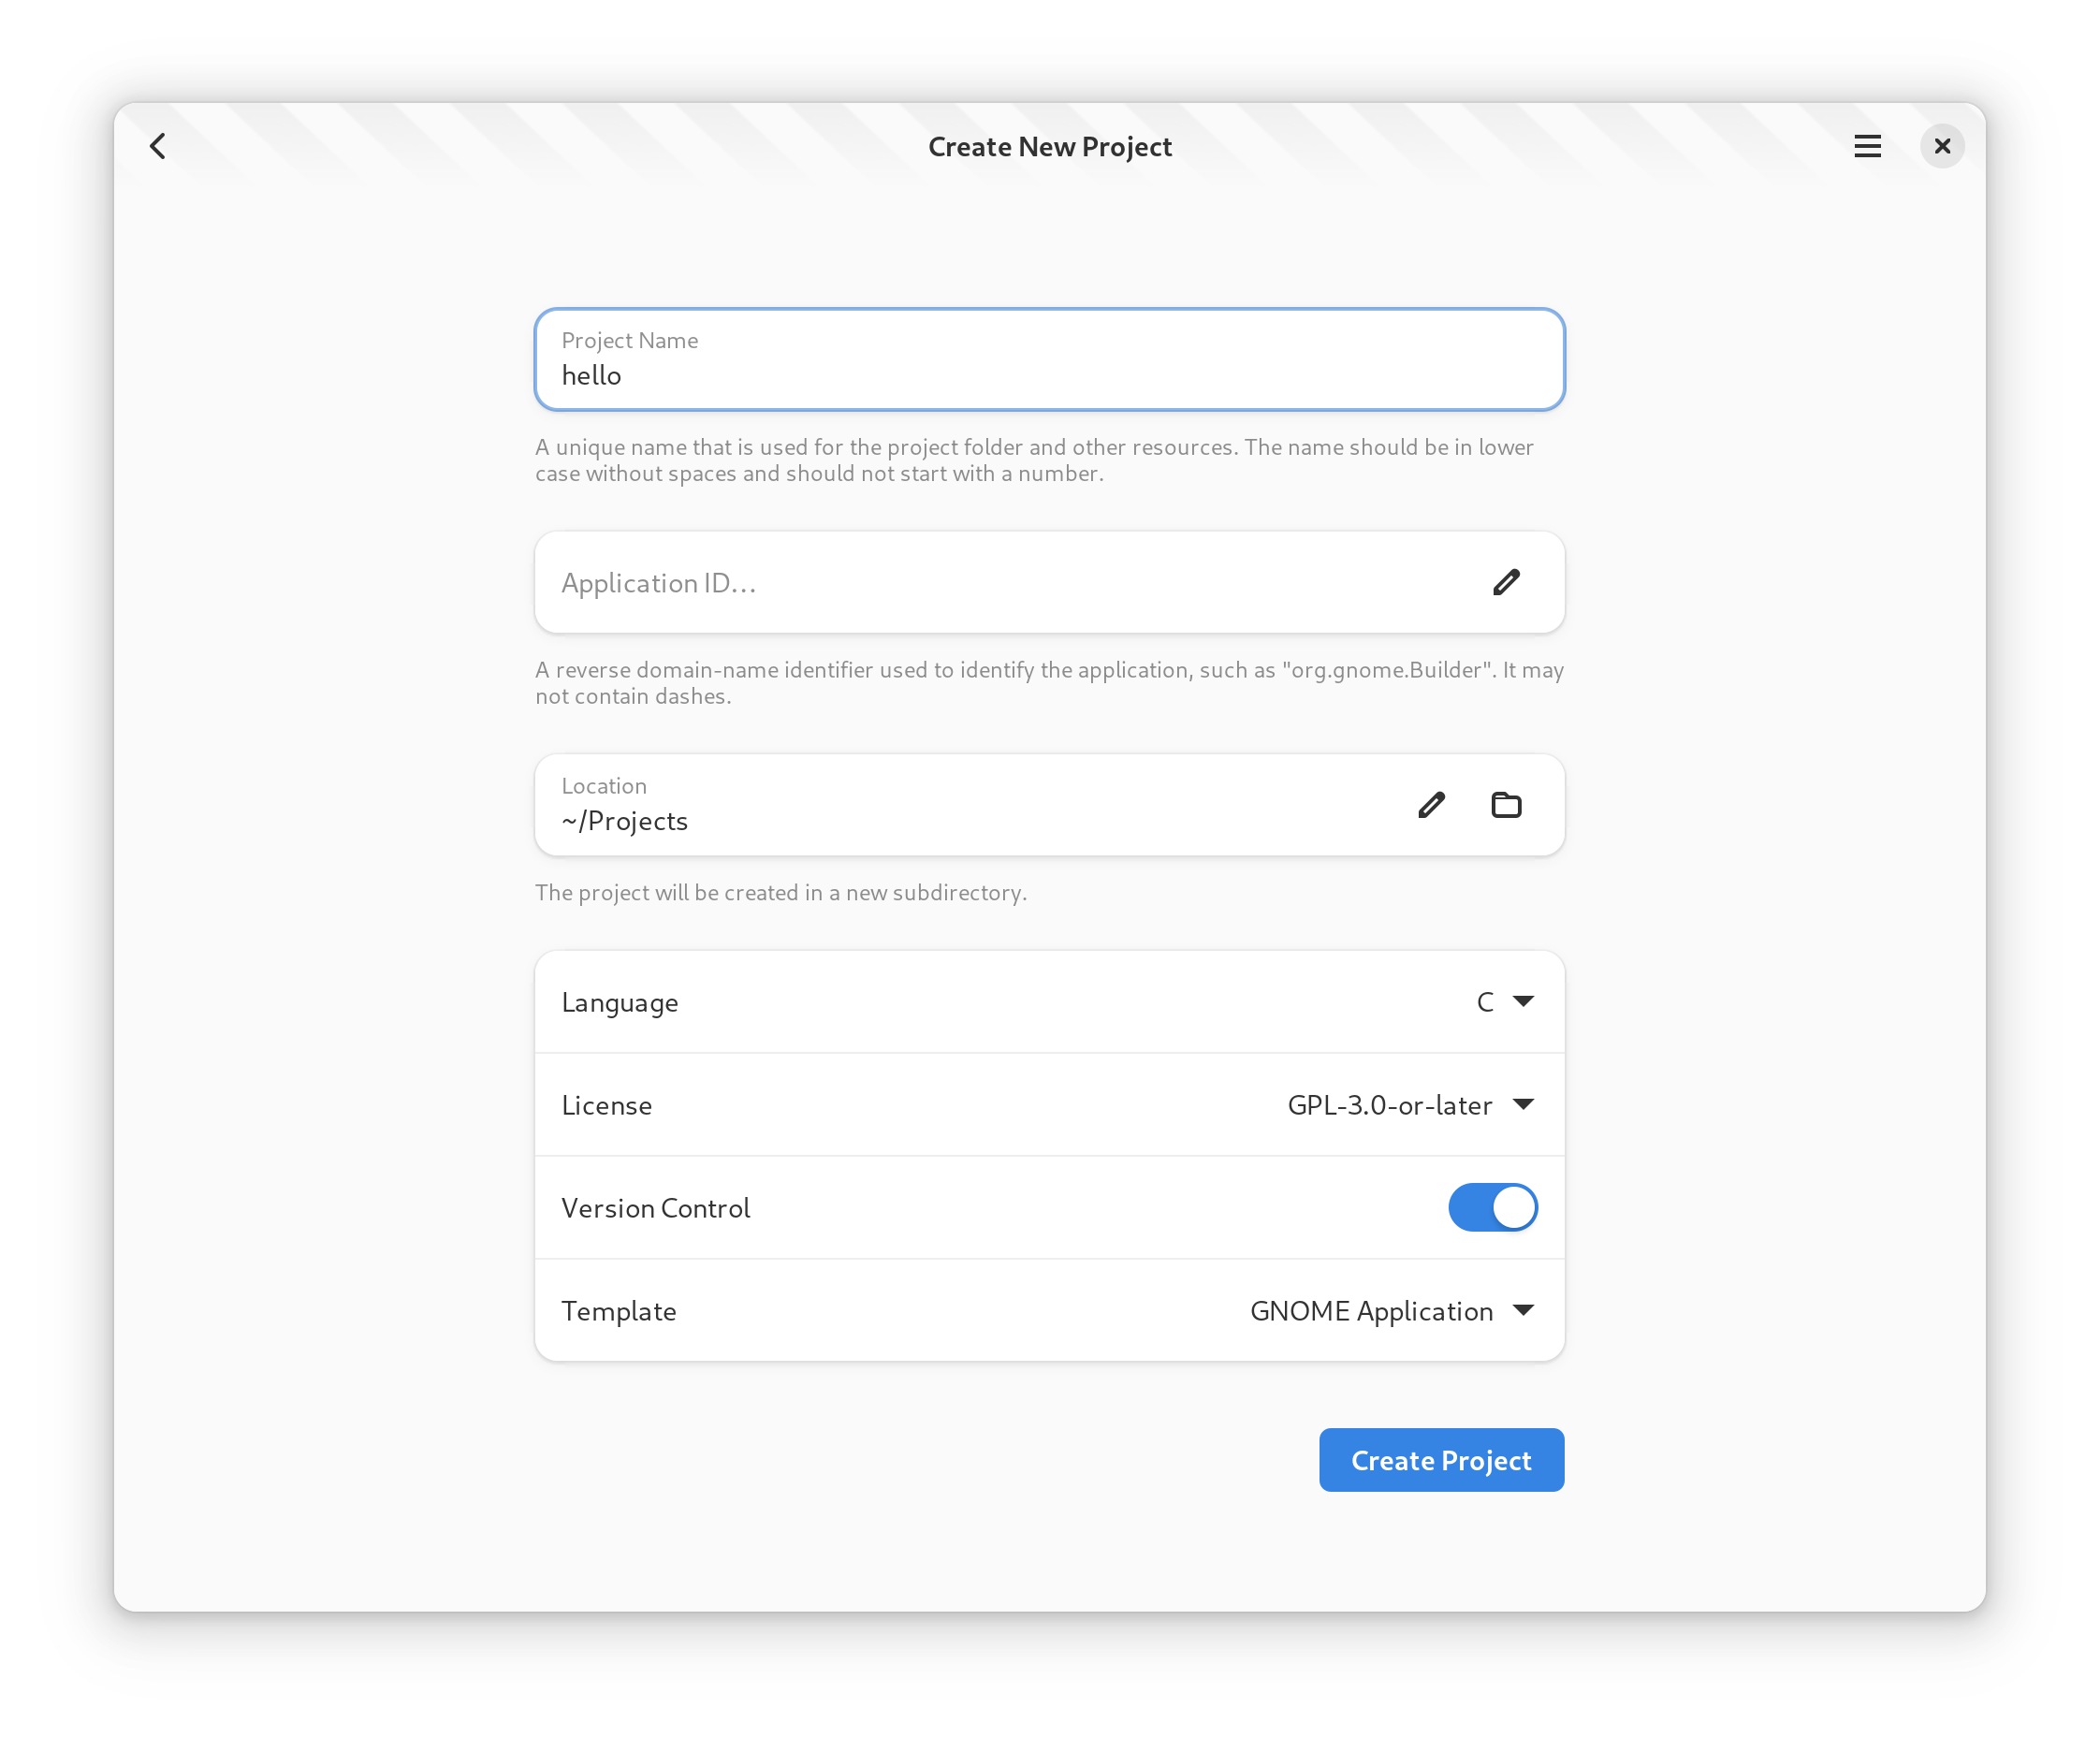 Create New Project
Project Name
hello
A unique name that is used for the project folder and other resources. The name should be in lower
case without spaces and should not start with a number.
Application ID…
A reverse domain-name identifier used to identify the application, such as "org.gnome.Builder". It may
not contain dashes.
Location
~/Projects
The project will be created in a new subdirectory.
Language C
License GPL-3.0-or-later
Version Control
Template GNOME Application
Create Project